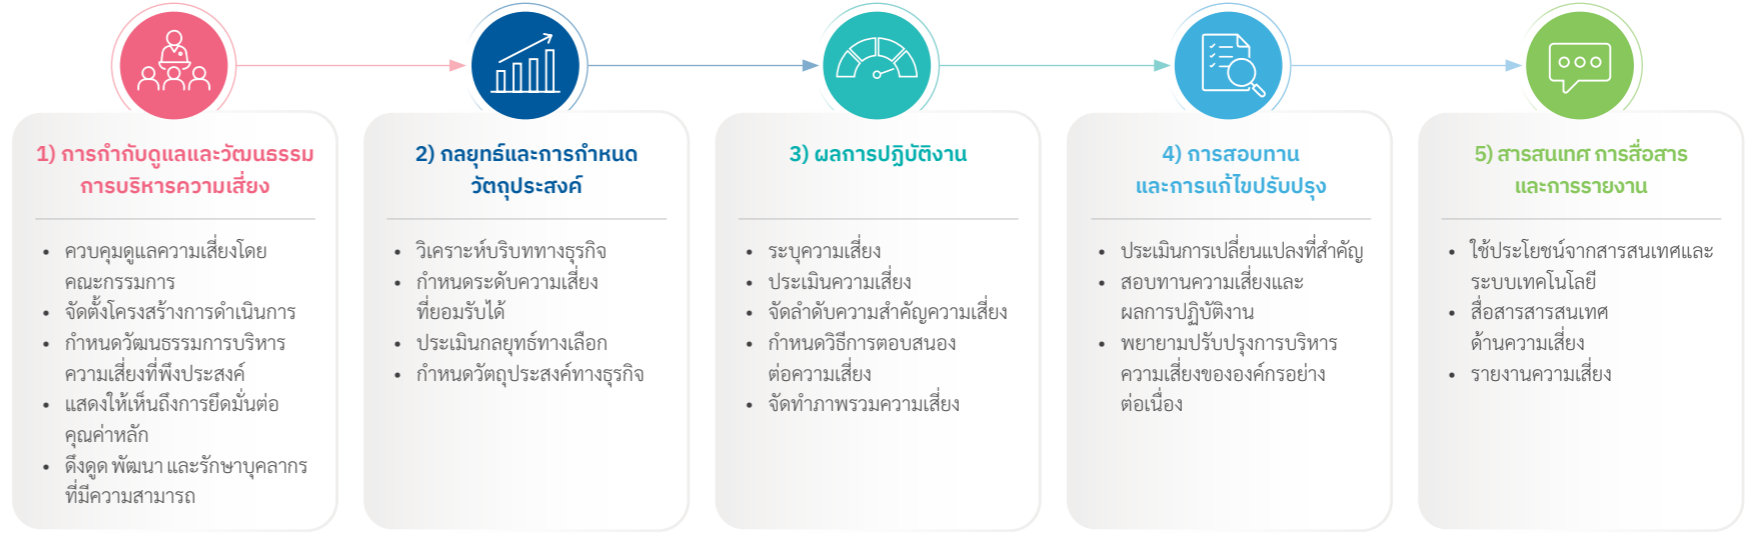 1) การกำกับดูแลและวัฒนธรรม
การบริหารความเสี่ยง
• ควบคุมดูแลความเสี่ยงโดย
คณะกรรมการ
• จัดตั้งโครงสร้างการดำเนินการ
• กำหนดวัฒนธรรมการบริหาร
ความเสี่ยงที่พึงประสงค์
• แสดงให้เห็นถึงการยึดมั่นต่อ
คุณค่าหลัก
• ดึงดูด พัฒนา และรักษาบุคลากร
ที่มีความสามารถ
2) กลยุทธ์และการกำหนด
วัตถุประสงค์
• วิเคราะห์บริบททางธุรกิจ
• กำหนดระดับความเสี่ยง
ที่ยอมรับได้
• ประเมินกลยุทธ์ทางเลือก
• กำหนดวัตถุประสงค์ทางธุรกิจ
3) ผลการปฏิบัติงาน
• ระบุความเสี่ยง
• ประเมินความเสี่ยง
• จัดลำดับความสำคัญความเสี่ยง
• กำหนดวิธีการตอบสนอง
ต่อความเสี่ยง
• จัดทำภาพรวมความเสี่ยง
4) การสอบทาน
และการแก้ไขปรับปรุง
• ประเมินการเปลี่ยนแปลงที่สำคัญ
• สอบทานความเสี่ยงและ
ผลการปฏิบัติงาน
• พยายามปรับปรุงการบริหาร
ความเสี่ยงขององค์กรอย่าง
ต่อเนื่อง
5) สารสนเทศ การสื่อสาร
และการรายงาน
• ใช้ประโยชน์จากสารสนเทศและ
ระบบเทคโนโลยี
• สื่อสารสารสนเทศ
ด้านความเสี่ยง
• รายงานความเสี่ยง